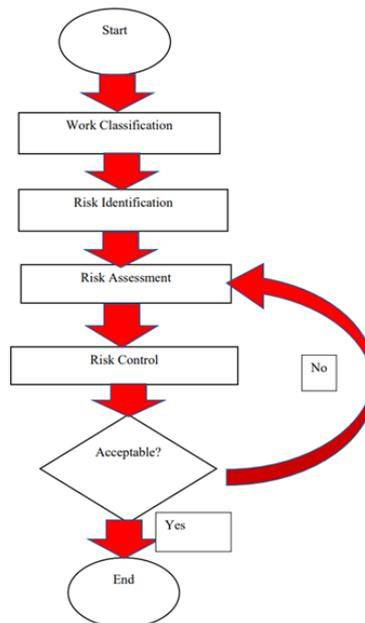 Start
Work Classification
Risk Identification
Risk Assessment
Risk Control
No
Acceptable?
Yes
End